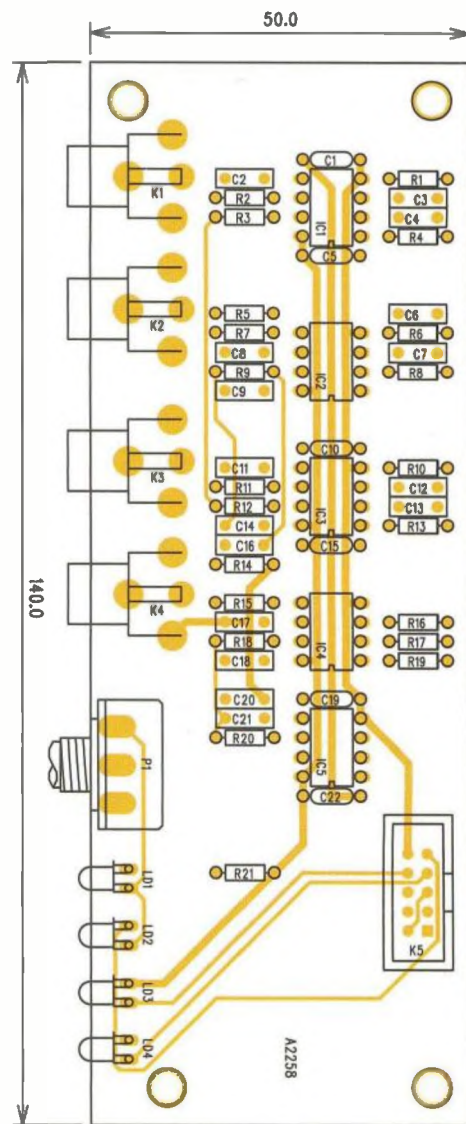 50.0
140.0
C1
K1
C2
R1
R2
C3
R3
IC1
C4
R4
C5
K2
R5
C6
R7
R6
C8
IC2
C7
R9
R8
C9
K3
C10
C11
R10
R11
C12
R12
IC3
C13
C14
R13
C16
C15
R14
K4
R15
C17
R16
R18
IC4
R17
C18
R19
C20
C19
C21
R20
IC5
P1
C22
R21
LD1
LD2
K5
LD3
LD4
A2258